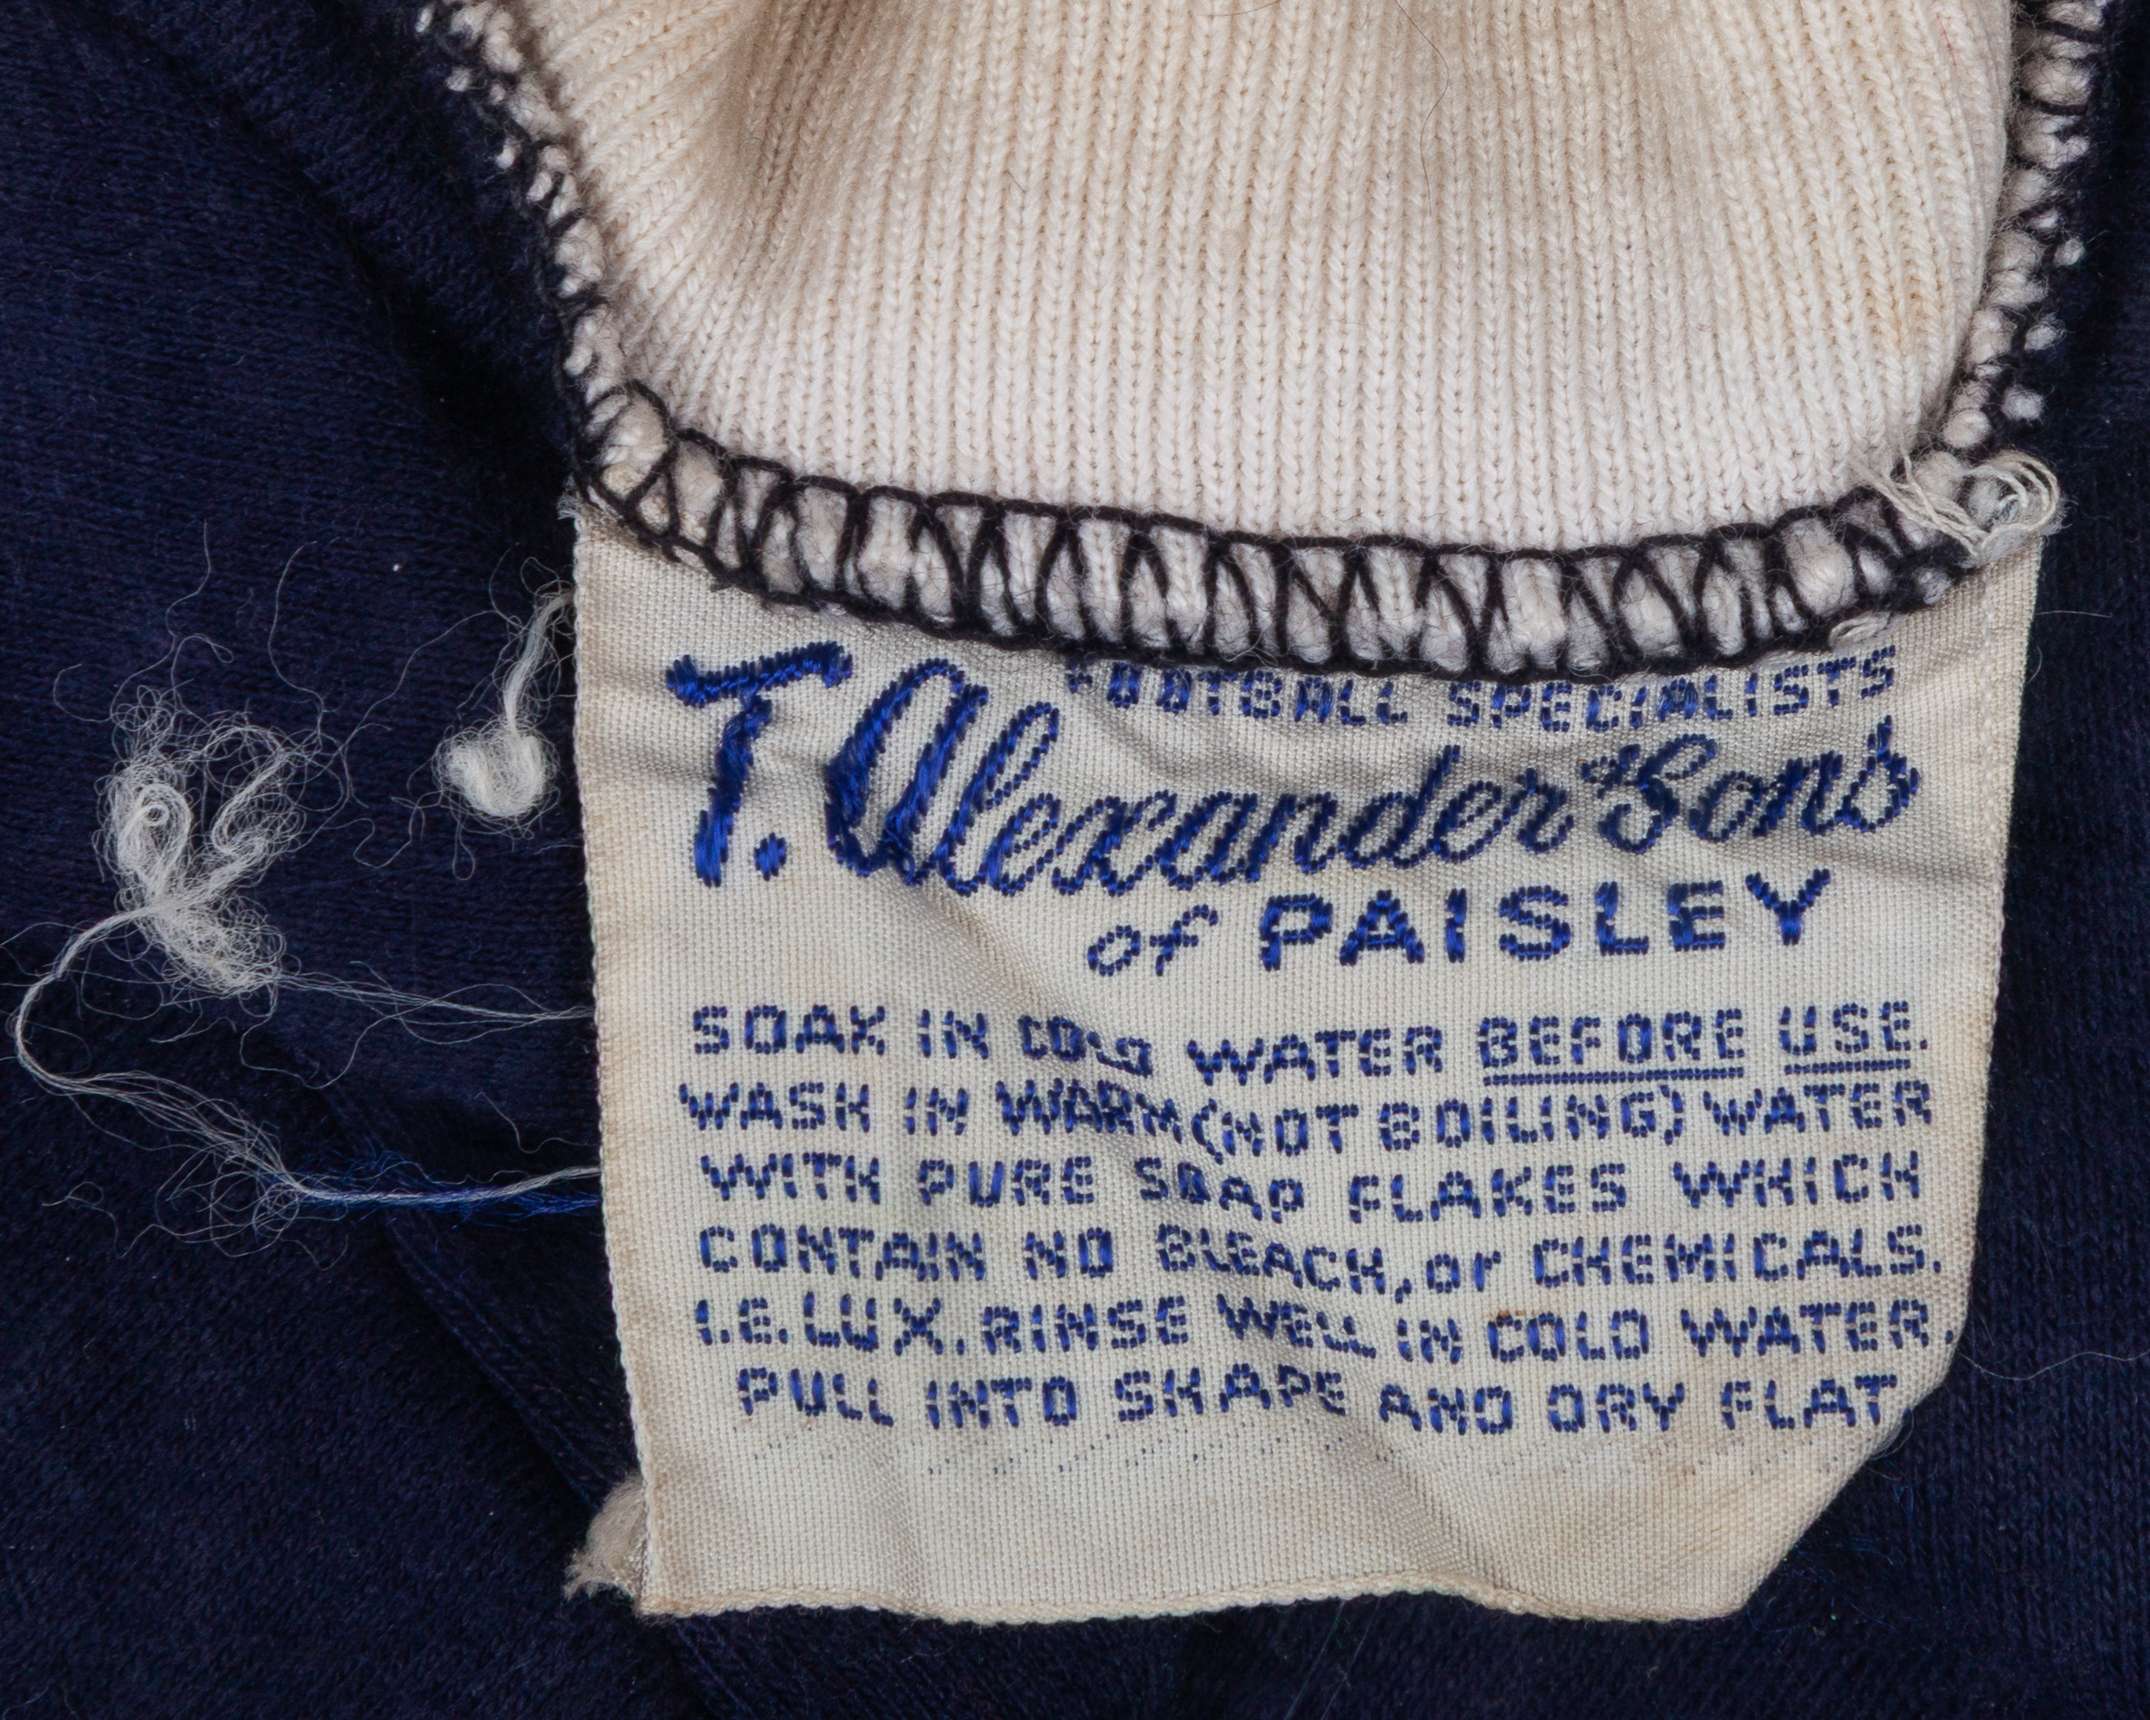 FOOTBALL SPECIALISTS
T. Alexander & Sons
of PAISLEY
SOAK IN COLD WATER BEFORE USE.
WASH IN WARM (NOT BOILING) WATER
WITH PURE SOAP FLAKES WHICH
CONTAIN NO BLEACH, or CHEMICALS.
I.E. LUX. RINSE WELL IN COLD WATER.
PULL INTO SHAPE AND DRY FLAT